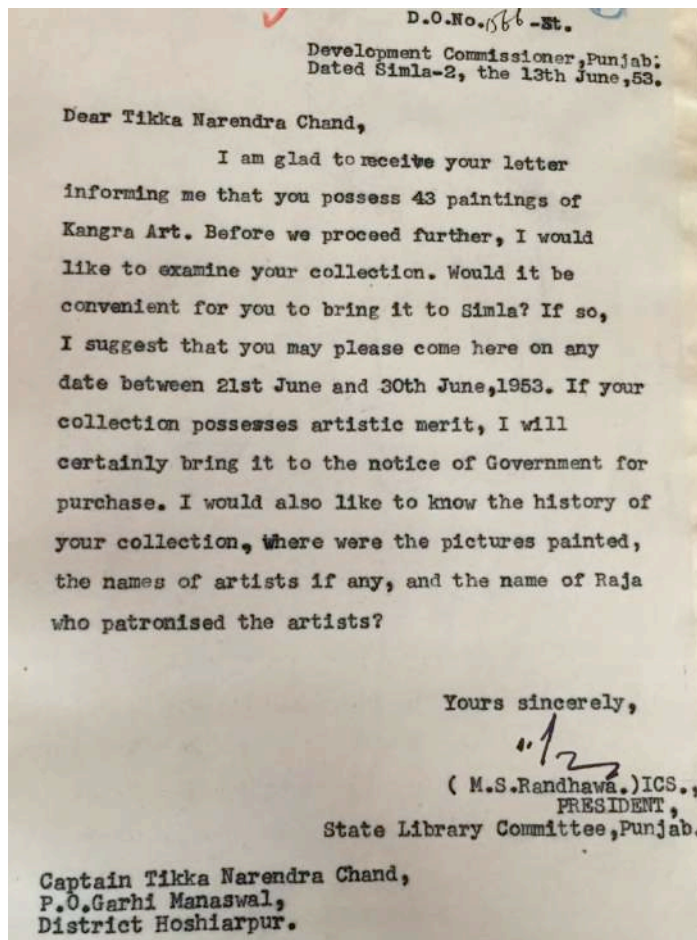 D.O.No.1566-St.
Development Commissioner,Punjab:
Dated Simla-2, the 13th June,53.
Dear Tikka Narendra Chand,
I am glad to receive your letter
informing me that you possess 43 paintings of
Kangra Art. Before we proceed further, I would
like to examine your collection. Would it be
convenient for you to bring it to Simla? If so,
I suggest that you may please come here on any
date between 21st June and 30th June,1953. If your
collection possesses artistic merit, I will
certainly bring it to the notice of Government for
purchase. I would also like to know the history of
your collection, where were the pictures painted,
the names of artists if any, and the name of Raja
who patronised the artists?
Yours sincerely,
( M.S.Randhawa.)ICS.,
PRESIDENT,
State Library Committee,Punjab.
Captain Tikka Narendra Chand,
P.O.Garhi Manaswal,
District Hoshiarpur.